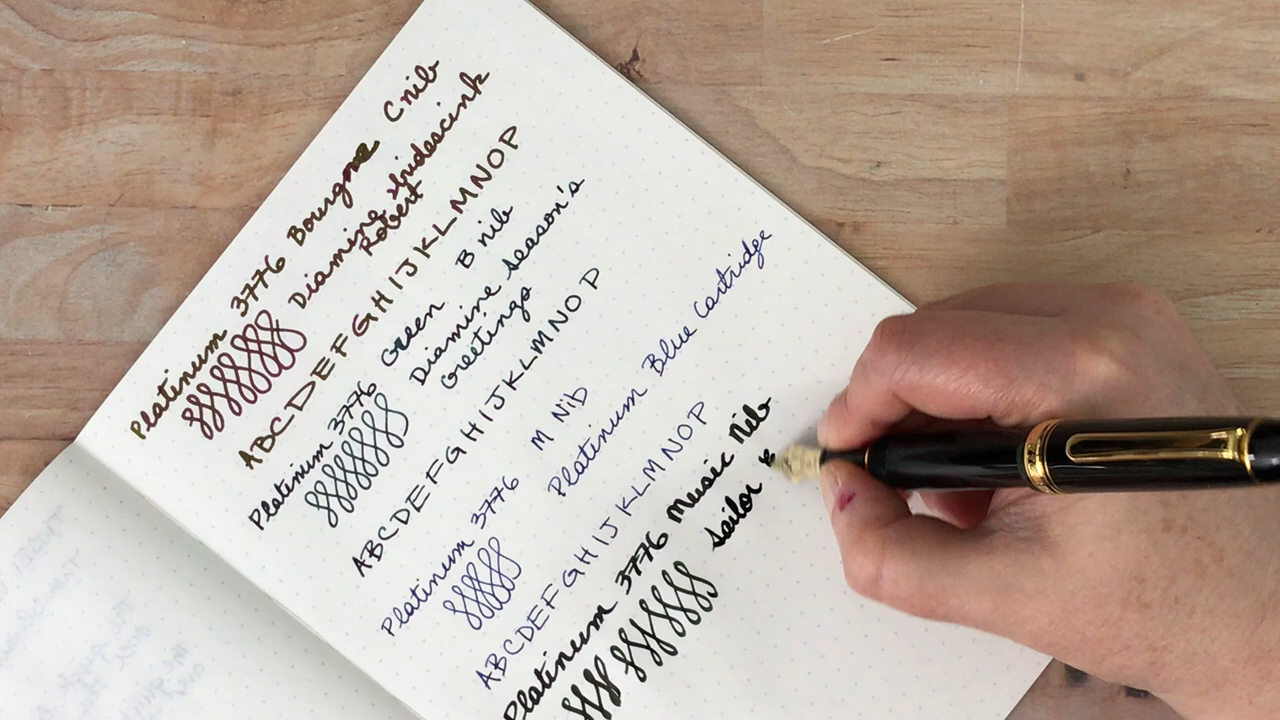 Platinum 3776 Bourgogne C nib
Diamine Iridescink
Robert
ABCDEFGHIJKLMNOP
Platinum 3776 Green B nib
Diamine Season's
Greetings
ABCDEFGHIJKLMNOP
Platinum 3776 M Nib
Platinum Blue Cartridge
ABCDEFGHIJKLMNOP
Platinum 3776 Music Nib
Sailor